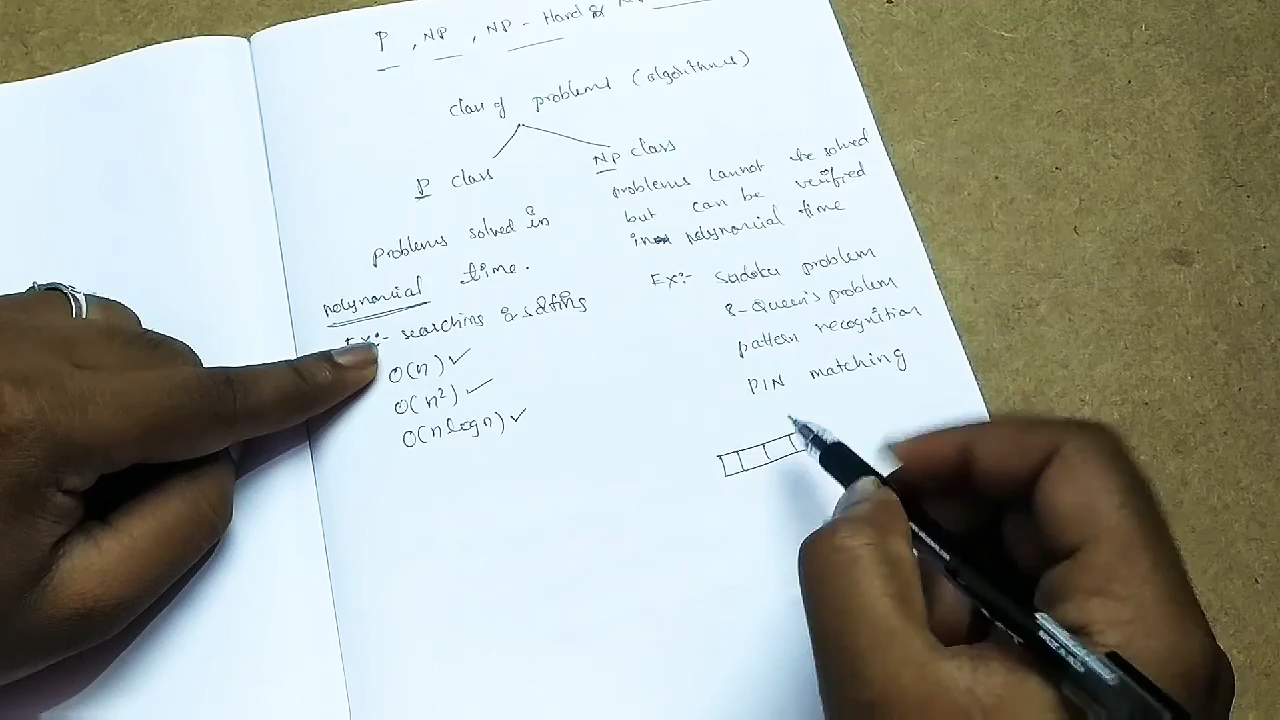 P , NP , NP - Hard &
class of problems (algorithms)
P class
problems solved in
polynomial time.
Ex:- searching & sorting
O(n) ✓
O(n²) ✓
O(n log n) ✓
NP class
problems cannot be solved
but can be verified
in polynomial time
Ex:- Sudoku problem
8-Queen's problem
pattern recognition
PIN matching